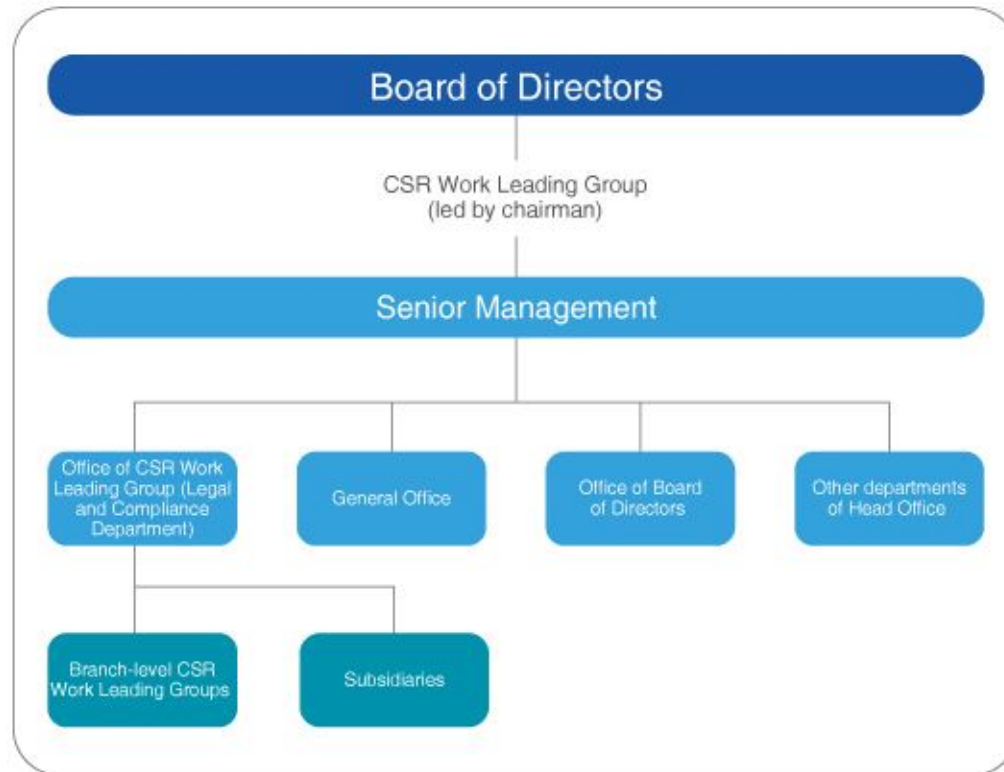 Board of Directors
CSR Work Leading Group
(led by chairman)
Senior Management
Office of CSR Work
Leading Group (Legal
and Compliance
Department)
General Office
Office of Board
of Directors
Other departments
of Head Office
Branch-level CSR
Work Leading Groups
Subsidiaries